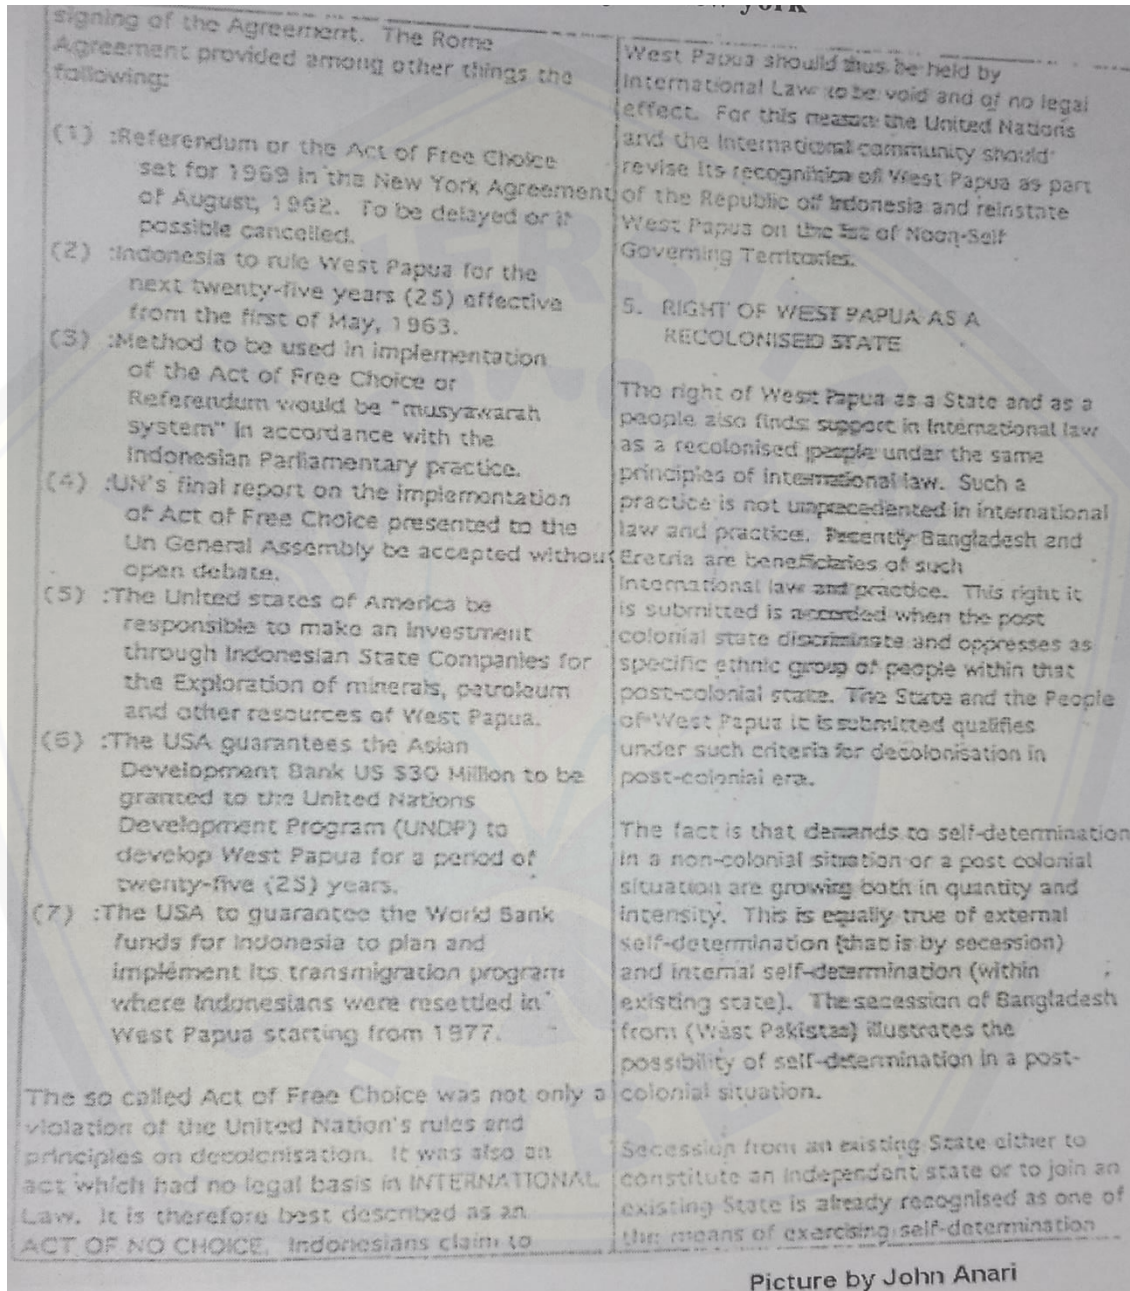 York
signing of the Agreement. The Rome
Agreement provided among other things the
following:
(1) :Referendum or the Act of Free Choice
set for 1969 in the New York Agreement
of August, 1962. To be delayed or if
possible cancelled.
(2) :Indonesia to rule West Papua for the
next twenty-five years (25) effective
from the first of May, 1963.
(3) :Method to be used in implementation
of the Act of Free Choice or
Referendum would be "musyawarah
system" in accordance with the
Indonesian Parliamentary practice.
(4) :UN's final report on the implementation
of Act of Free Choice presented to the
Un General Assembly be accepted without
open debate.
(5) :The United states of America be
responsible to make an investment
through Indonesian State Companies for
the Exploration of minerals, petroleum
and other resources of West Papua.
(6) :The USA guarantees the Asian
Development Bank US $30 Million to be
granted to the United Nations
Development Program (UNDP) to
develop West Papua for a period of
twenty-five (25) years.
(7) :The USA to guarantee the World Bank
funds for Indonesia to plan and
implement its transmigration program
where Indonesians were resettled in
West Papua starting from 1977.
The so called Act of Free Choice was not only a
violation of the United Nation's rules and
principles on decolonisation. It was also an
act which had no legal basis in INTERNATIONAL
Law. It is therefore best described as an
ACT OF NO CHOICE. Indonesians claim to
West Papua should thus be held by
International Law to be void and of no legal
effect. For this reason the United Nations
and the International community should
revise its recognition of West Papua as part
of the Republic of Indonesia and reinstate
West Papua on the list of Noon-Self
Governing Territories.
5. RIGHT OF WEST PAPUA AS A
RECOLONISED STATE
The right of West Papua as a State and as a
people also finds support in International law
as a recolonised people under the same
principles of international law. Such a
practice is not unprecedented in international
law and practice. Recently Bangladesh and
Eretria are beneficiaries of such
International law and practice. This right it
is submitted is accorded when the post
colonial state discriminate and oppresses as
specific ethnic group of people within that
post-colonial state. The State and the People
of West Papua it is submitted qualifies
under such criteria for decolonisation in
post-colonial era.
The fact is that demands to self-determination
in a non-colonial situation or a post colonial
situation are growing both in quantity and
intensity. This is equally true of external
self-determination (that is by secession)
and internal self-determination (within
existing state). The secession of Bangladesh
from (West Pakistas) illustrates the
possibility of self-determination in a post-
colonial situation.
Secession from an existing State either to
constitute an independent state or to join an
existing State is already recognised as one of
the means of exercising self-determination
Picture by John Anari